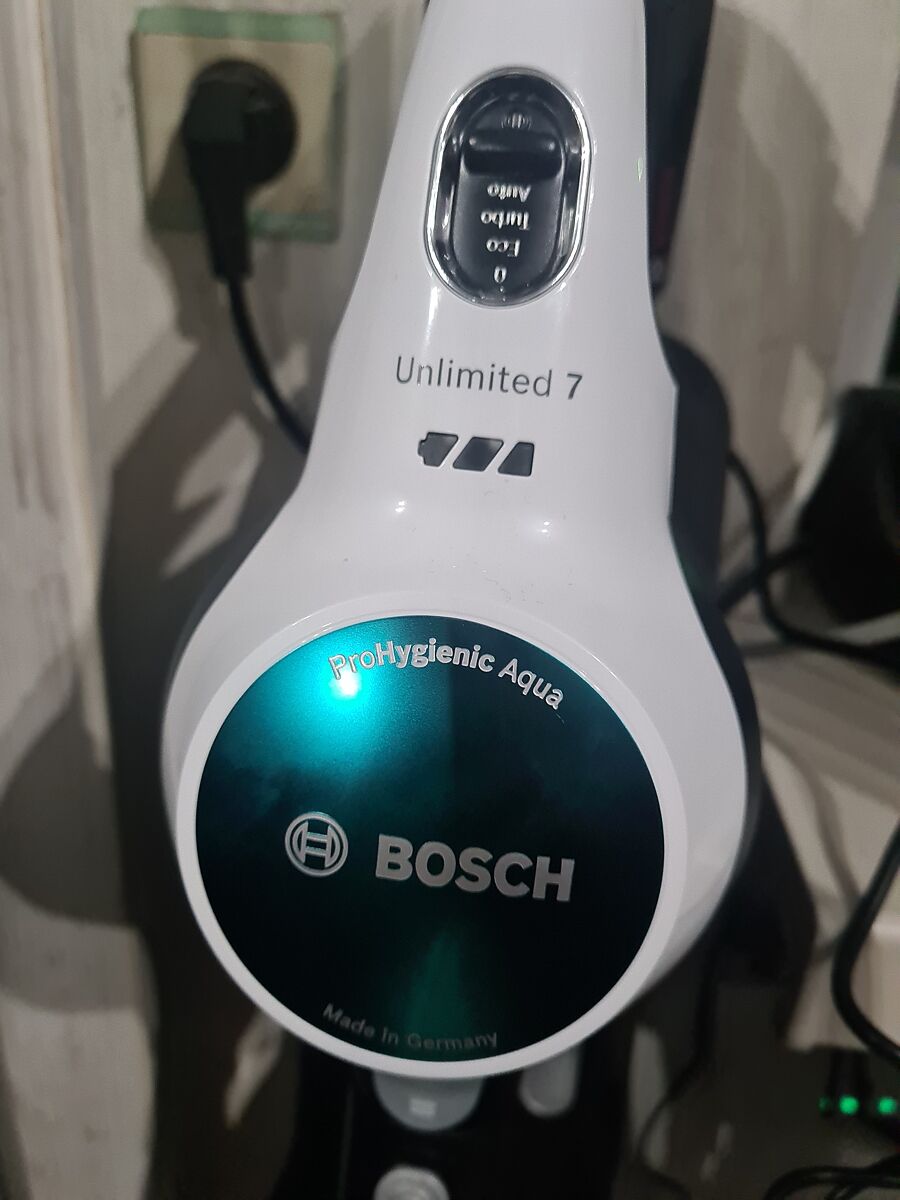 Auto
Turbo
Eco
0
Unlimited 7
ProHygienic Aqua
BOSCH
Made in Germany